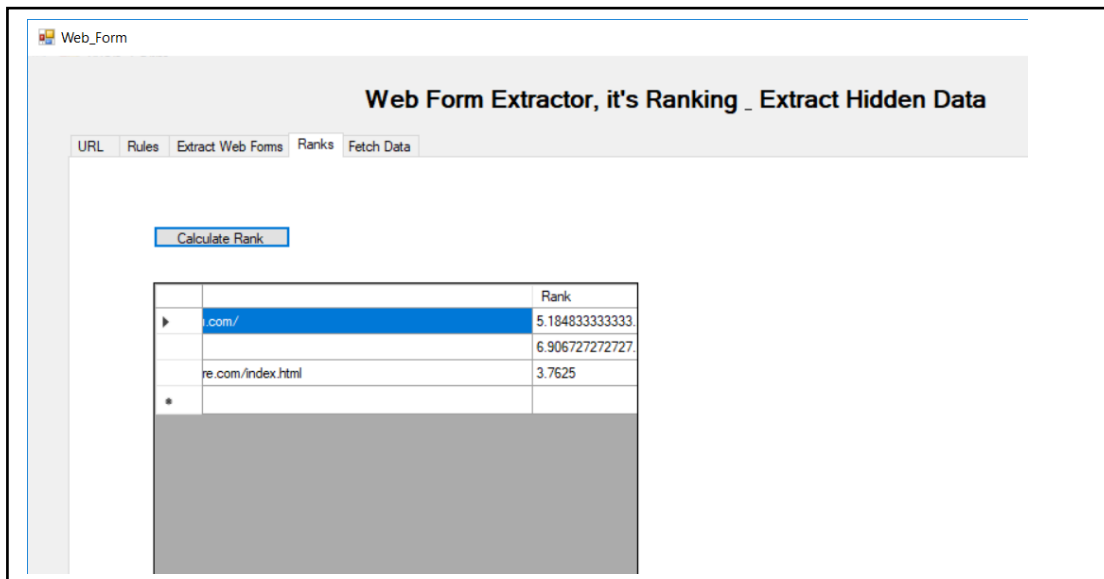 Web_Form
Web Form Extractor, it's Ranking _ Extract Hidden Data
URL Rules Extract Web Forms Ranks Fetch Data
Calculate Rank
Rank
.com/ 5.184833333333.
6.906727272727.
re.com/index.html 3.7625
*